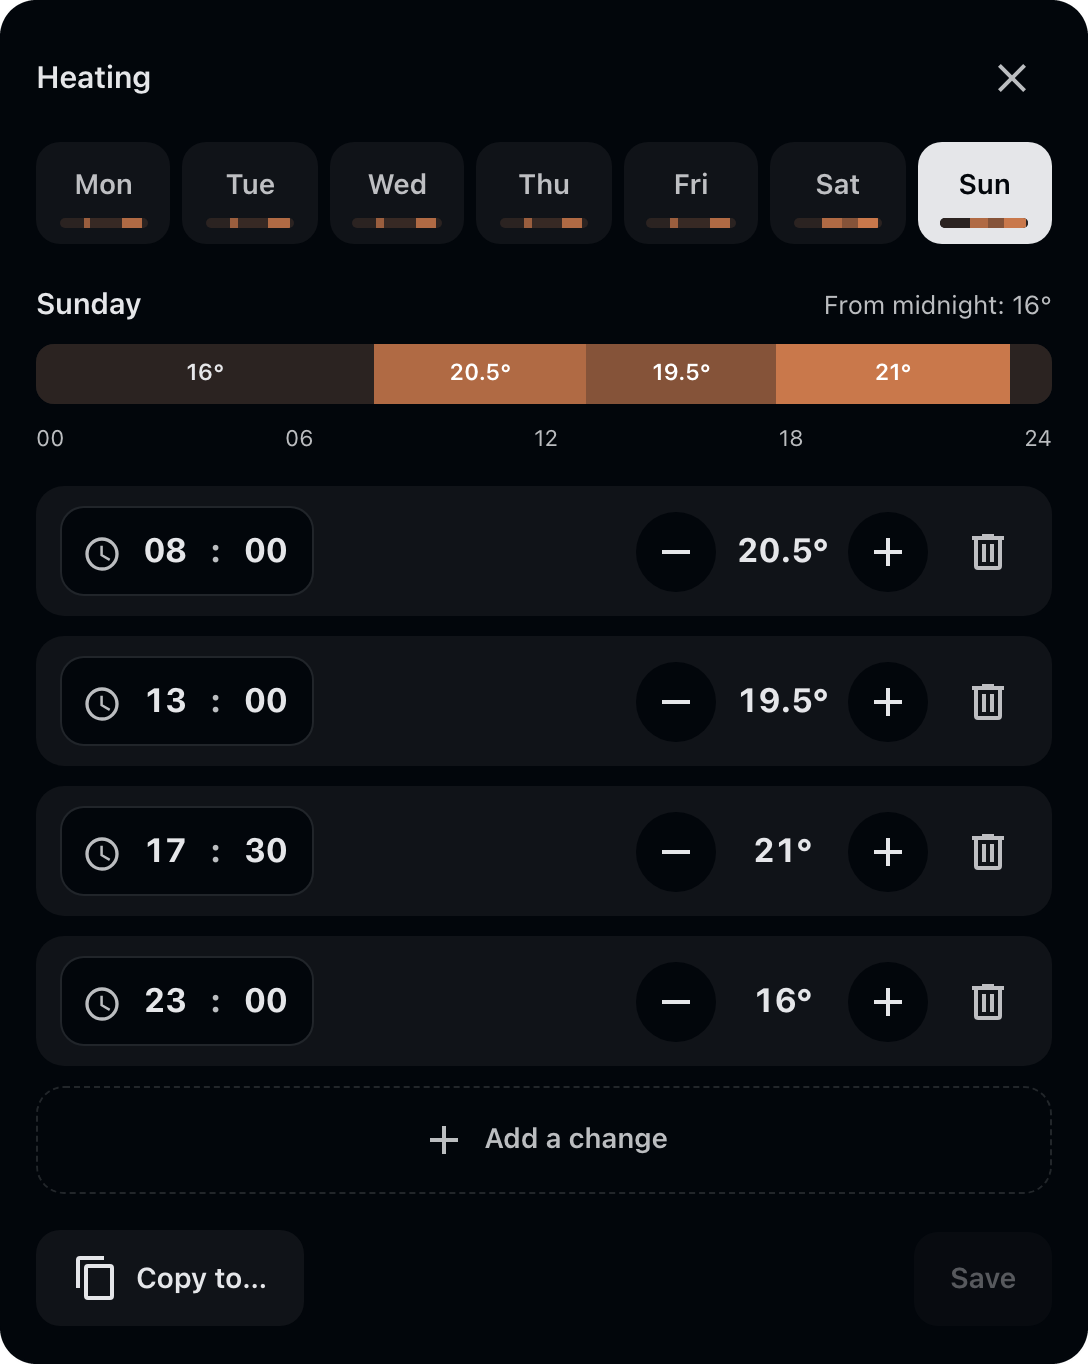 Heating
Mon Tue Wed Thu Fri Sat Sun
Sunday From midnight: 16°
16° 20.5° 19.5° 21°
00 06 12 18 24
08 : 00 20.5°
13 : 00 19.5°
17 : 30 21°
23 : 00 16°
Add a change
Copy to... Save